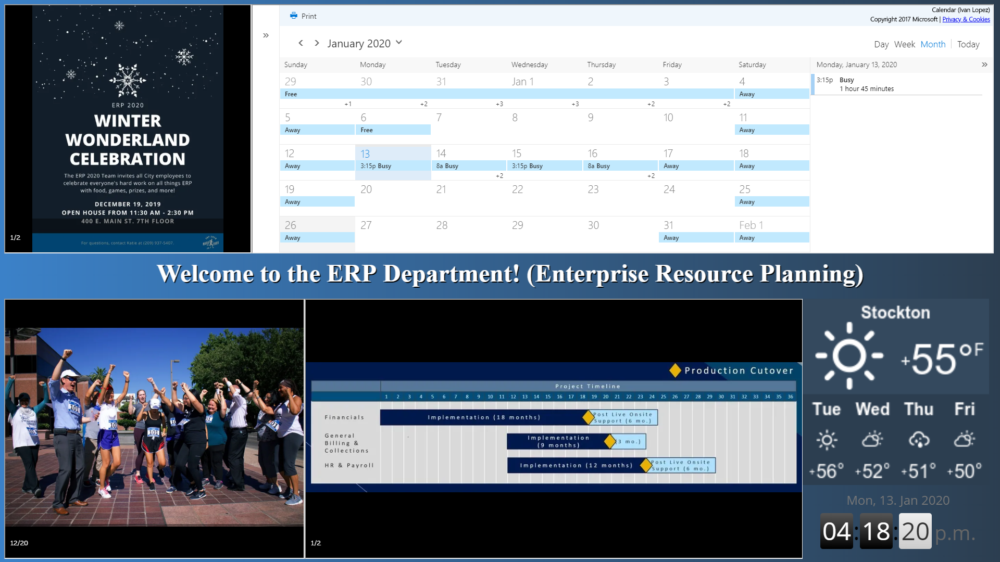 ERP 2020
WINTER
WONDERLAND
CELEBRATION
The ERP 2020 Team invites all City employees to
celebrate everyone's hard work on all things ERP
with food, games, prizes, and more!
DECEMBER 19, 2019
OPEN HOUSE FROM 11:30 AM - 2:30 PM
400 E. MAIN ST. 7TH FLOOR
For questions, contact Katie at (209) 937-5407.
1/2
Print
Calendar (Ivan Lopez)
Copyright 2017 Microsoft | Privacy & Cookies
January 2020
Day Week Month Today
Sunday Monday Tuesday Wednesday Thursday Friday Saturday
29 30 31 Jan 1 2 3 4
Free Away
+1 +2 +3 +3 +2 +2
5 6 7 8 9 10 11
Away Free Away
12 13 14 15 16 17 18
Away 3:15p Busy 8a Busy 3:15p Busy 8a Busy Away Away
+2 +2
19 20 21 22 23 24 25
Away Away
26 27 28 29 30 31 Feb 1
Away Away Away
Monday, January 13, 2020
3:15p Busy
1 hour 45 minutes
Welcome to the ERP Department! (Enterprise Resource Planning)
101
101
101
101
101
101
12/20
Production Cutover
Project Timeline
1 2 3 4 5 6 7 8 9 10 11 12 13 14 15 16 17 18 19 20 21 22 23 24 25 26 27 28 29 30 31 32 33 34 35 36
Financials
Implementation (18 months)
Post Live Onsite
Support (6 mo.)
General
Billing &
Collections
Implementation
(9 months)
(3 mo.)
HR & Payroll
Implementation (12 months)
Post Live Onsite
Support (6 mo.)
1/2
Stockton
+55°F
Tue Wed Thu Fri
+56° +52° +51° +50°
Mon, 13. Jan 2020
04:18:20 p.m.